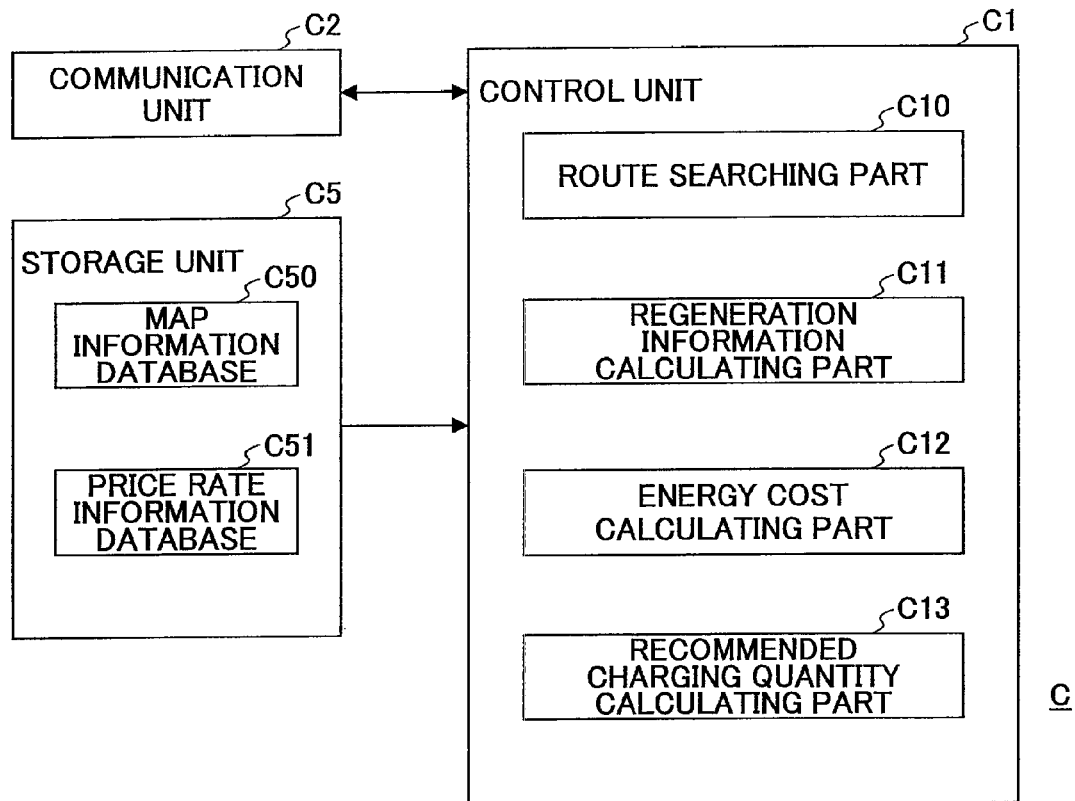 C2
COMMUNICATION
UNIT
C1
CONTROL UNIT
C10
ROUTE SEARCHING PART
C5
STORAGE UNIT
C50
MAP
INFORMATION
DATABASE
C11
REGENERATION
INFORMATION
CALCULATING PART
C51
PRICE RATE
INFORMATION
DATABASE
C12
ENERGY COST
CALCULATING PART
C13
RECOMMENDED
CHARGING QUANTITY
CALCULATING PART
C